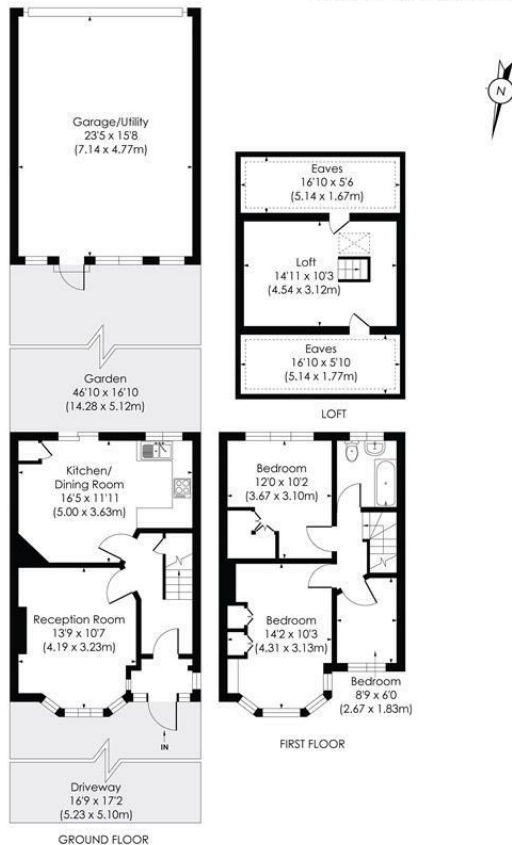 Garage/Utility
23'5 x 15'8
(7.14 x 4.77m)
N
Eaves
16'10 x 5'6
(5.14 x 1.67m)
Loft
14'11 x 10'3
(4.54 x 3.12m)
Eaves
16'10 x 5'10
(5.14 x 1.77m)
LOFT
Garden
46'10 x 16'10
(14.28 x 5.12m)
Kitchen/
Dining Room
16'5 x 11'11
(5.00 x 3.63m)
Reception Room
13'9 x 10'7
(4.19 x 3.23m)
IN
Driveway
16'9 x 17'2
(5.23 x 5.10m)
GROUND FLOOR
Bedroom
12'0 x 10'2
(3.67 x 3.10m)
Bedroom
14'2 x 10'3
(4.31 x 3.13m)
Bedroom
8'9 x 6'0
(2.67 x 1.83m)
FIRST FLOOR